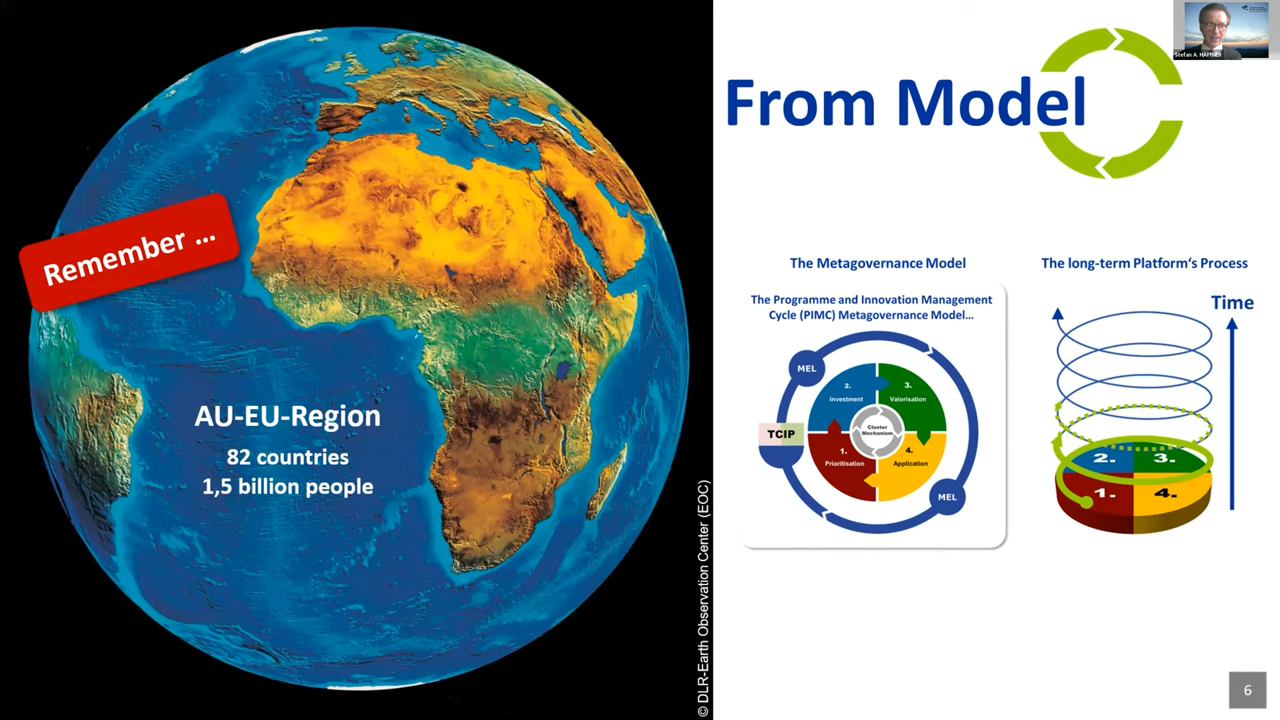 Remember ...
AU-EU-Region
82 countries
1,5 billion people
© DLR-Earth Observation Center (EOC)
From Model
Stefan A. HAFFNER
The Metagovernance Model
The Programme and Innovation Management
Cycle (PIMC) Metagovernance Model...
MEL
2.
Investment
3.
Valorisation
TCIP
Cluster
Mechanism
1.
Prioritisation
4.
Application
MEL
The long-term Platform‘s Process
Time
2.
3.
1.
4.
6